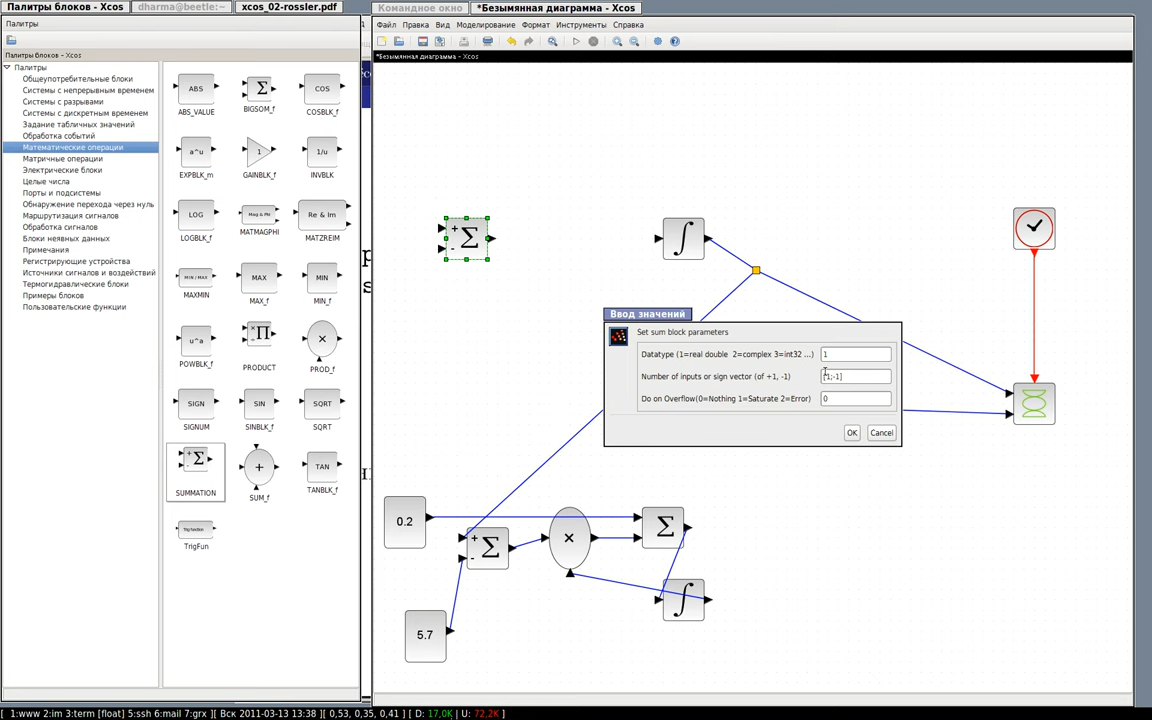 Палитры блоков - Xcos
dharma@beetle:~
xcos_02-rossler.pdf
Командное окно
*Безымянная диаграмма - Xcos
Палитры
Файл Правка Вид Моделирование Формат Инструменты Справка
Палитры блоков - Xcos
*Безымянная диаграмма - Xcos
Палитры
Общеупотребительные блоки
Системы с непрерывным временем
Системы с разрывами
Системы с дискретным временем
Задание табличных значений
Обработка событий
Математические операции
Матричные операции
Электрические блоки
Целые числа
Порты и подсистемы
Обнаружение перехода через нуль
Маршрутизация сигналов
Обработка сигналов
Блоки неявных данных
Примечания
Регистрирующие устройства
Источники сигналов и воздействий
Термогидравлические блоки
Примеры блоков
Пользовательские функции
ABS Σ COS
ABS_VALUE BIGSOM_f COSBLK_f
a^u 1 1/u
EXPBLK_m GAINBLK_f INVBLK
LOG Mag & Phi Re & Im
LOGBLK_f MATMAGPHI MATZREIM
MIN / MAX MAX MIN
MAXMIN MAX_f MIN_f
u^a Π ×
POWBLK_f PRODUCT PROD_f
SIGN SIN SQRT
SIGNUM SINBLK_f SQRT
+ - Σ + TAN
SUMMATION SUM_f TANBLK_f
Trig function
TrigFun
+ - Σ
∫
Ввод значений
Set sum block parameters
Datatype (1=real double 2=complex 3=int32 ...) 1
Number of inputs or sign vector (of +1, -1) [1;-1]
Do on Overflow(0=Nothing 1=Saturate 2=Error) 0
OK Cancel
0.2
+ - Σ
×
Σ
∫
5.7
[ 1:www 2:im 3:term [float] 5:ssh 6:mail 7:grx ][ Вск 2011-03-13 13:38 ][ 0,53, 0,35, 0,41 ][ D: 17,0K | U: 72,2K ]